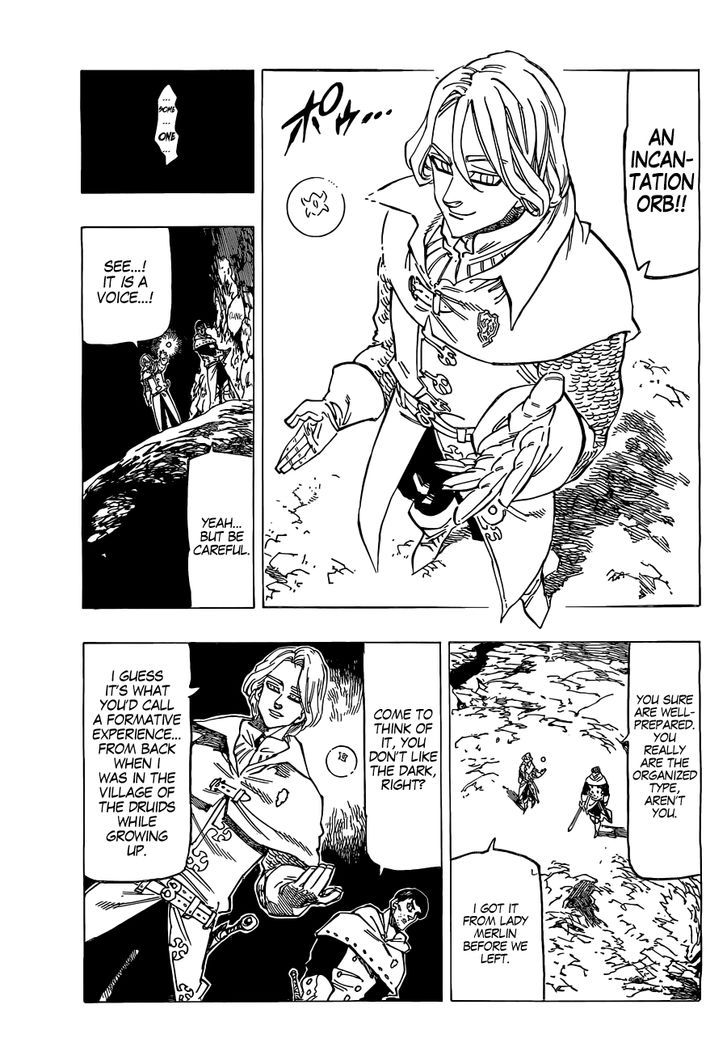 AN
INCAN-
TATION
ORB!!
ポゥ…
...
SOME
...
ONE
...
SEE...!
IT IS A
VOICE...!
CLINK
YEAH...
BUT BE
CAREFUL.
YOU SURE
ARE WELL-
PREPARED.
YOU
REALLY
ARE THE
ORGANIZED
TYPE,
AREN'T
YOU.
I GOT IT
FROM LADY
MERLIN
BEFORE WE
LEFT.
COME TO
THINK OF
IT, YOU
DON'T LIKE
THE DARK,
RIGHT?
I GUESS
IT'S WHAT
YOU'D CALL
A FORMATIVE
EXPERIENCE...
FROM BACK
WHEN I
WAS IN THE
VILLAGE OF
THE DRUIDS
WHILE
GROWING
UP.